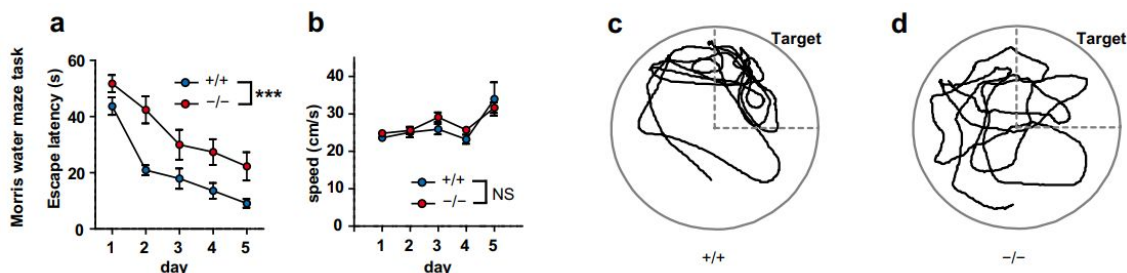 a
Morris water maze task
Escape latency (s)
60
40
20
0
+/+
−/−
***
1 2 3 4 5
day
b
speed (cm/s)
40
30
20
10
0
+/+
−/−
NS
1 2 3 4 5
day
c
Target
+/+
d
Target
−/−